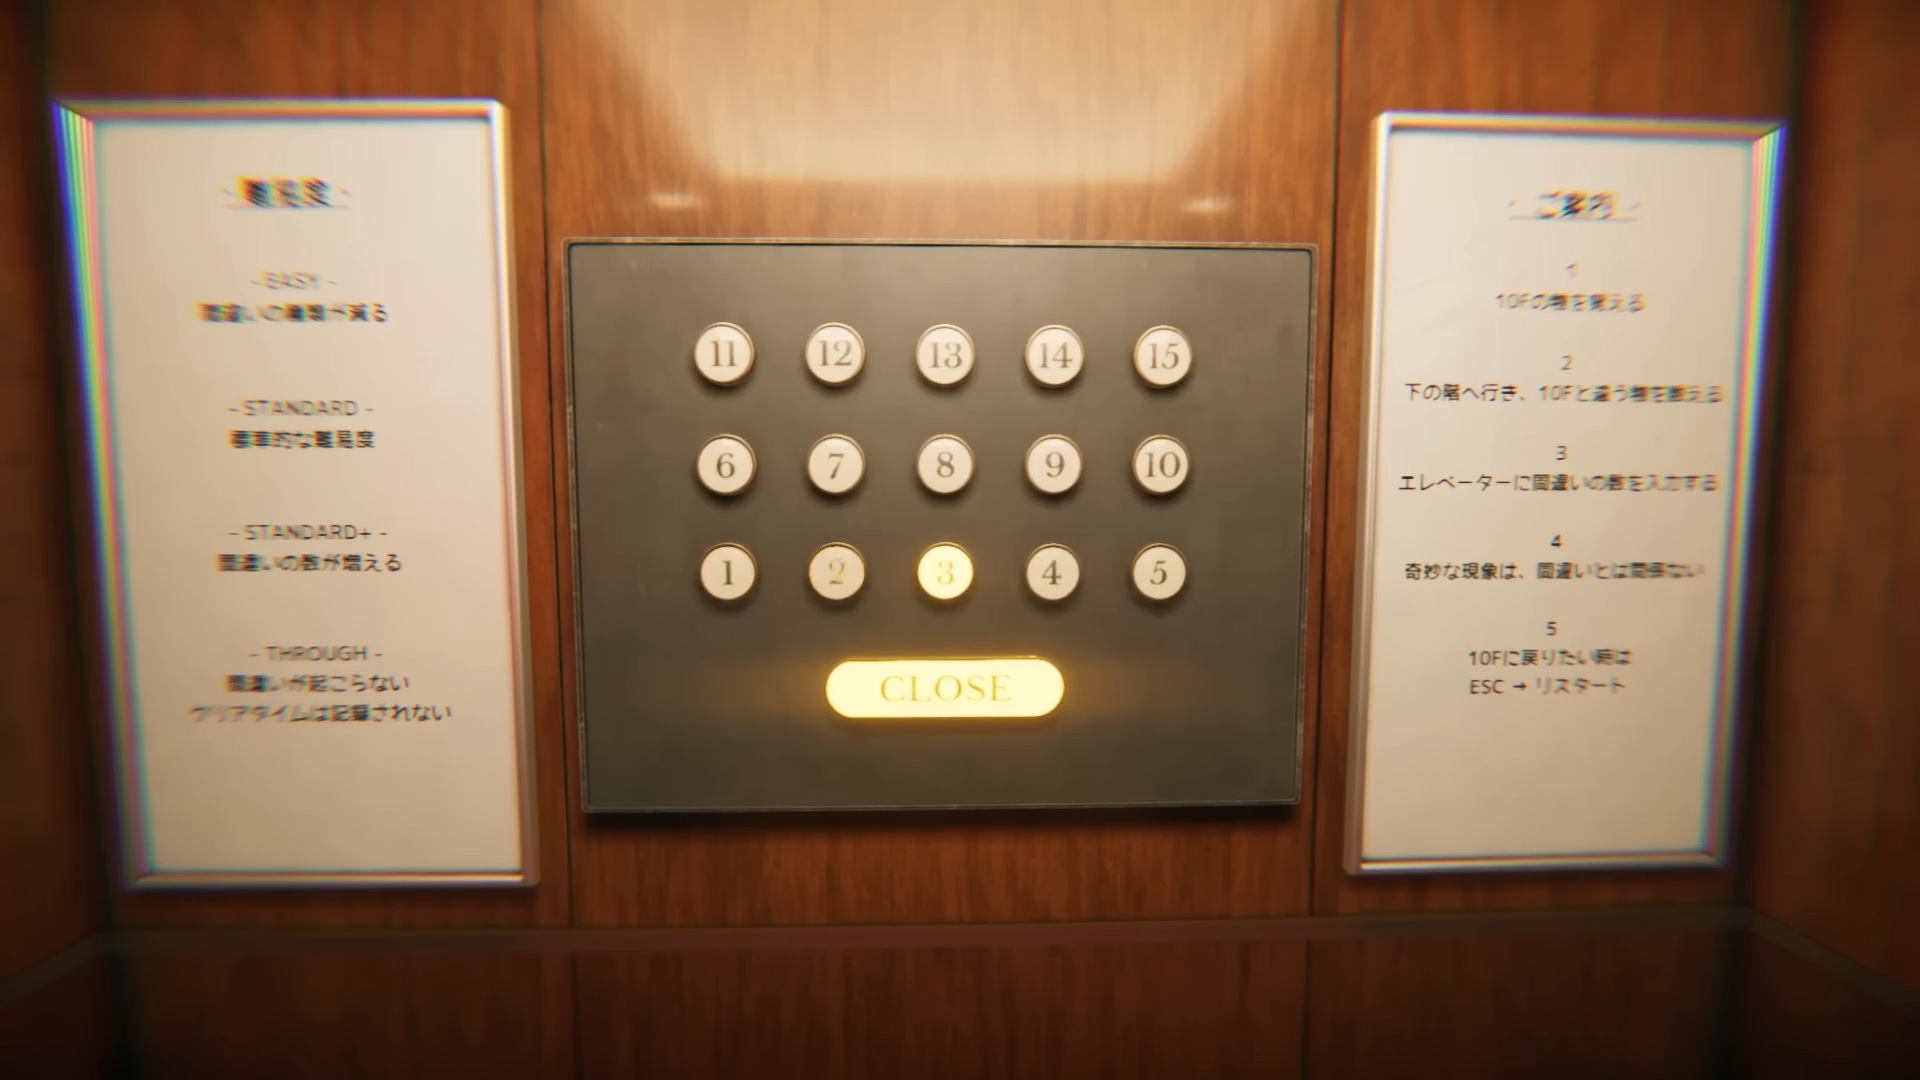 - 難易度 -
- EASY -
間違いの種類が減る
- STANDARD -
標準的な難易度
- STANDARD+ -
間違いの数が増える
- THROUGH -
間違いが起こらない
クリアタイムは記録されない
11 12 13 14 15
6 7 8 9 10
1 2 3 4 5
CLOSE
- ご案内 -
1
10Fの物を覚える
2
下の階へ行き、10Fと違う物を数える
3
エレベーターに間違いの数を入力する
4
奇妙な現象は、間違いとは関係ない
5
10Fに戻りたい時は
ESC → リスタート